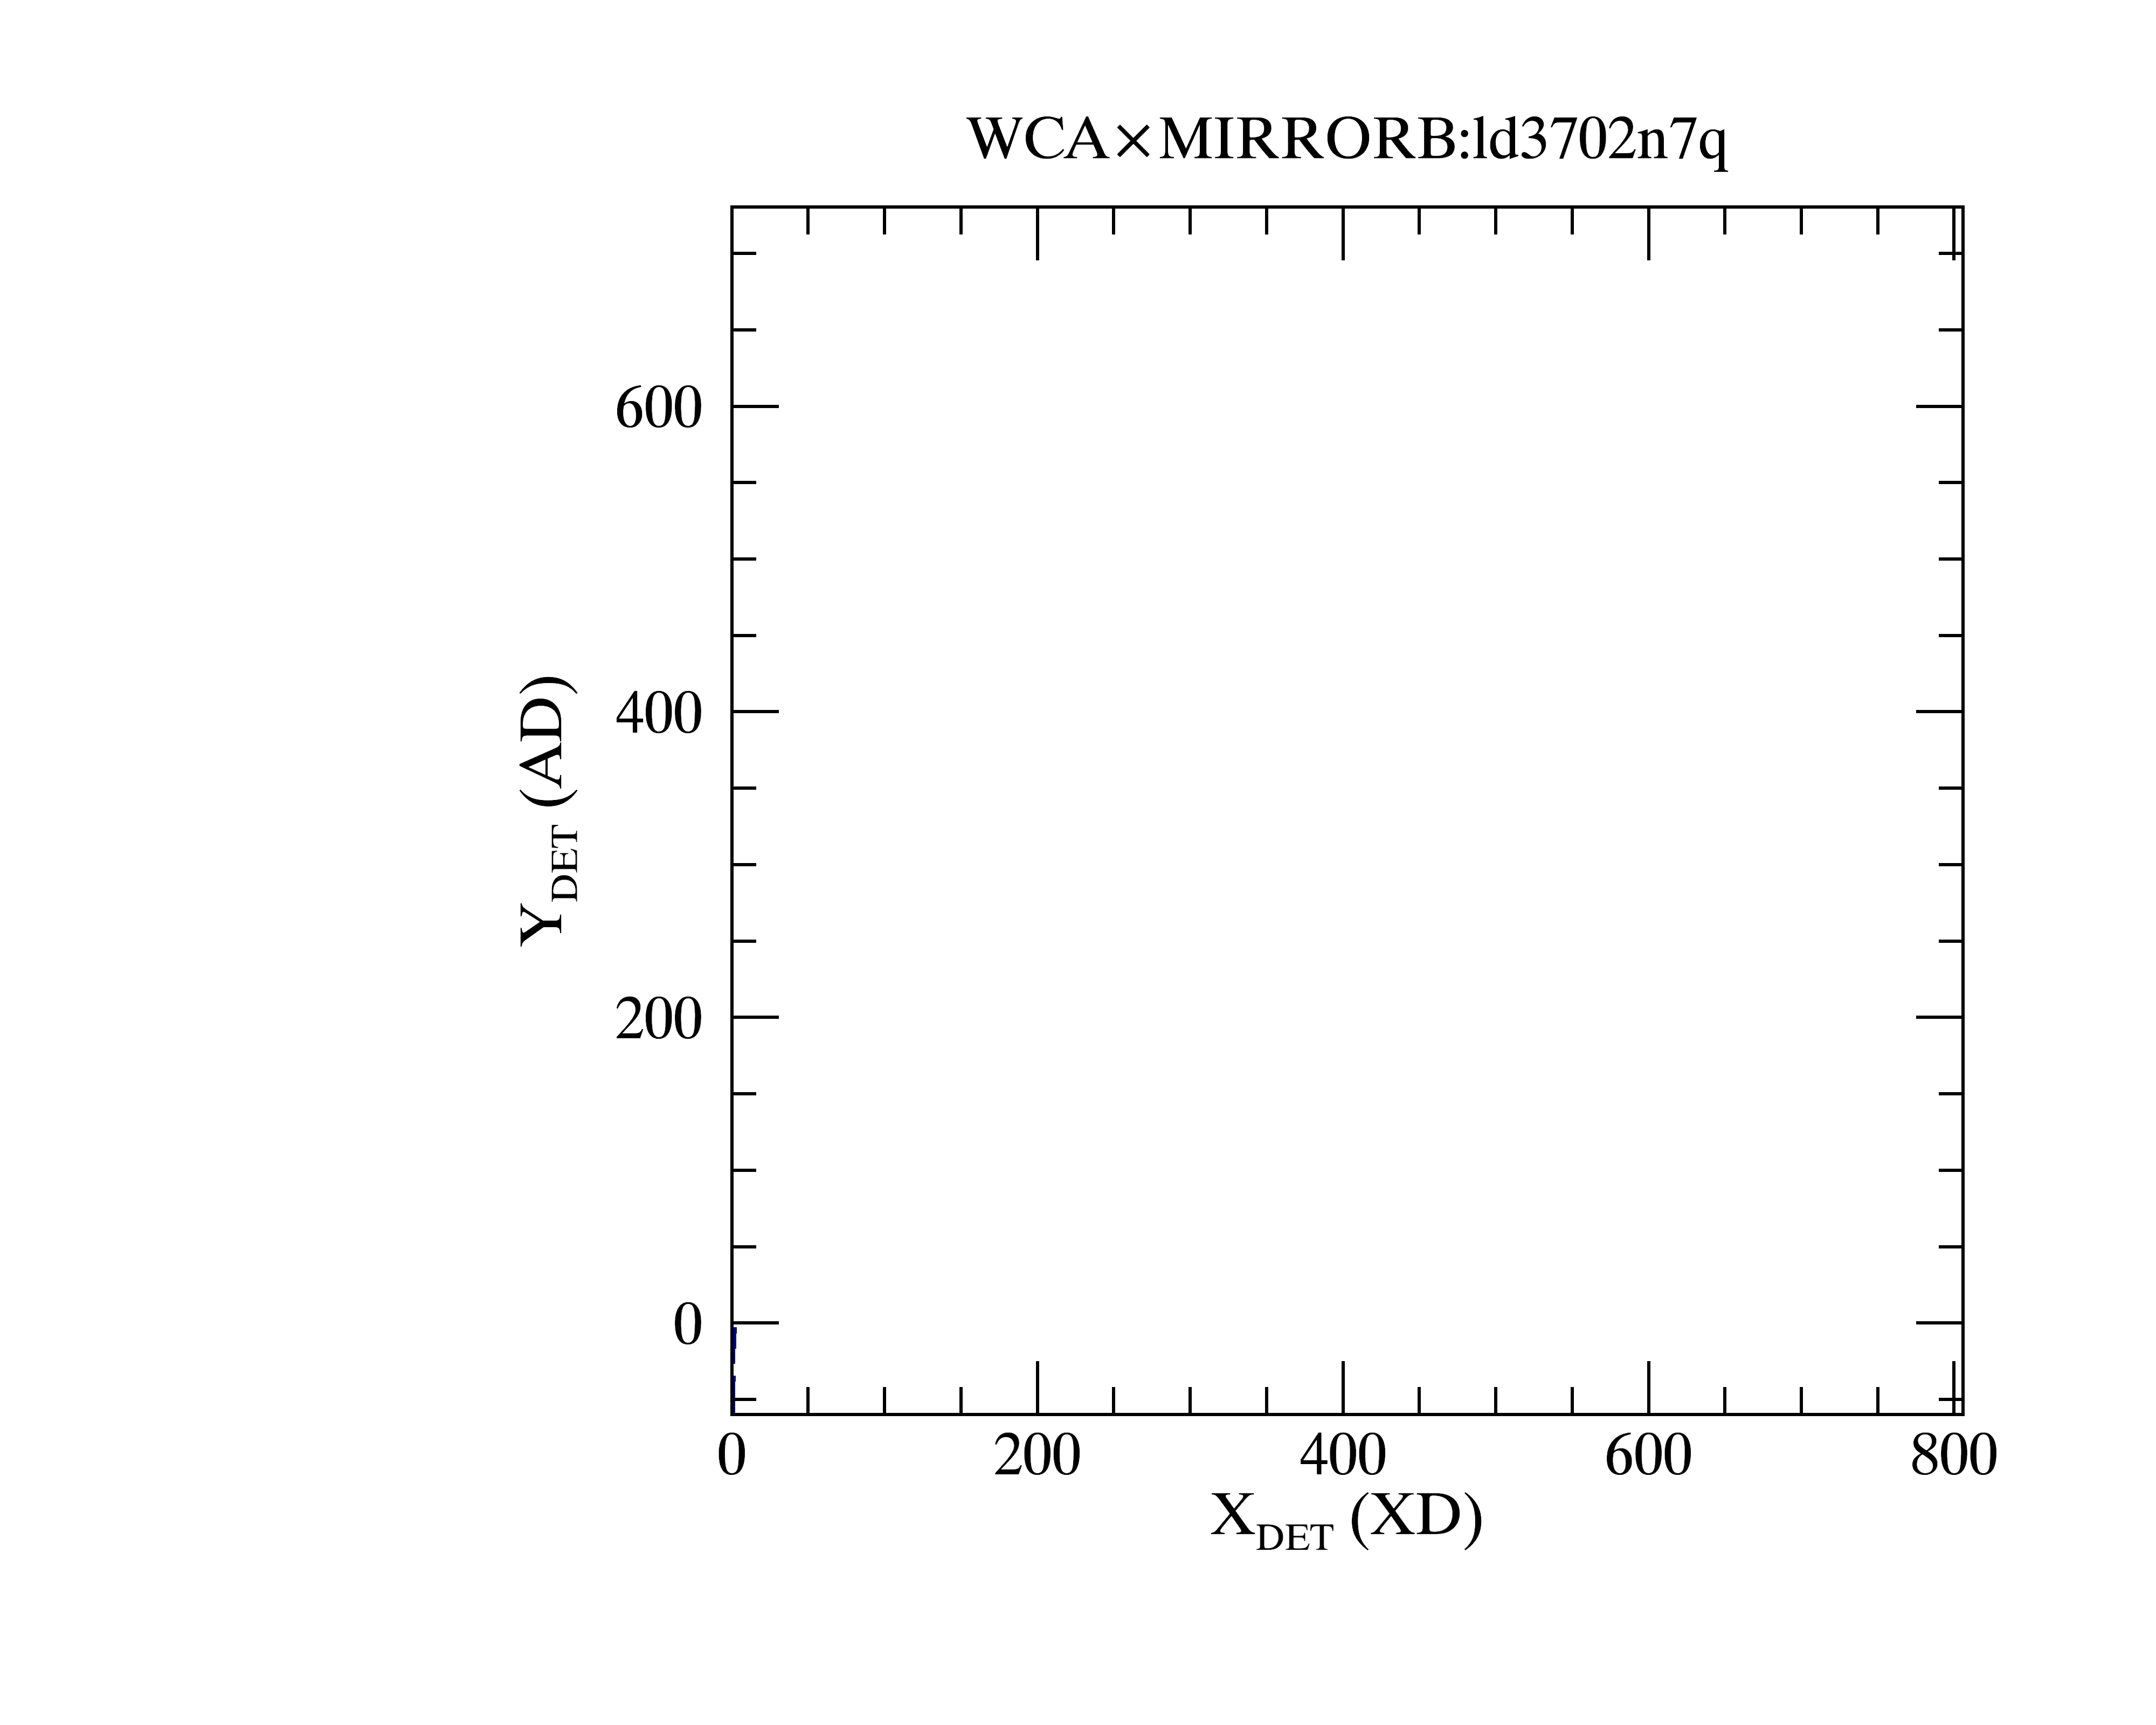 WCA×MIRRORB:ld3702n7q
600
400
200
0
Y_DET (AD)
0 200 400 600 800
X_DET (XD)